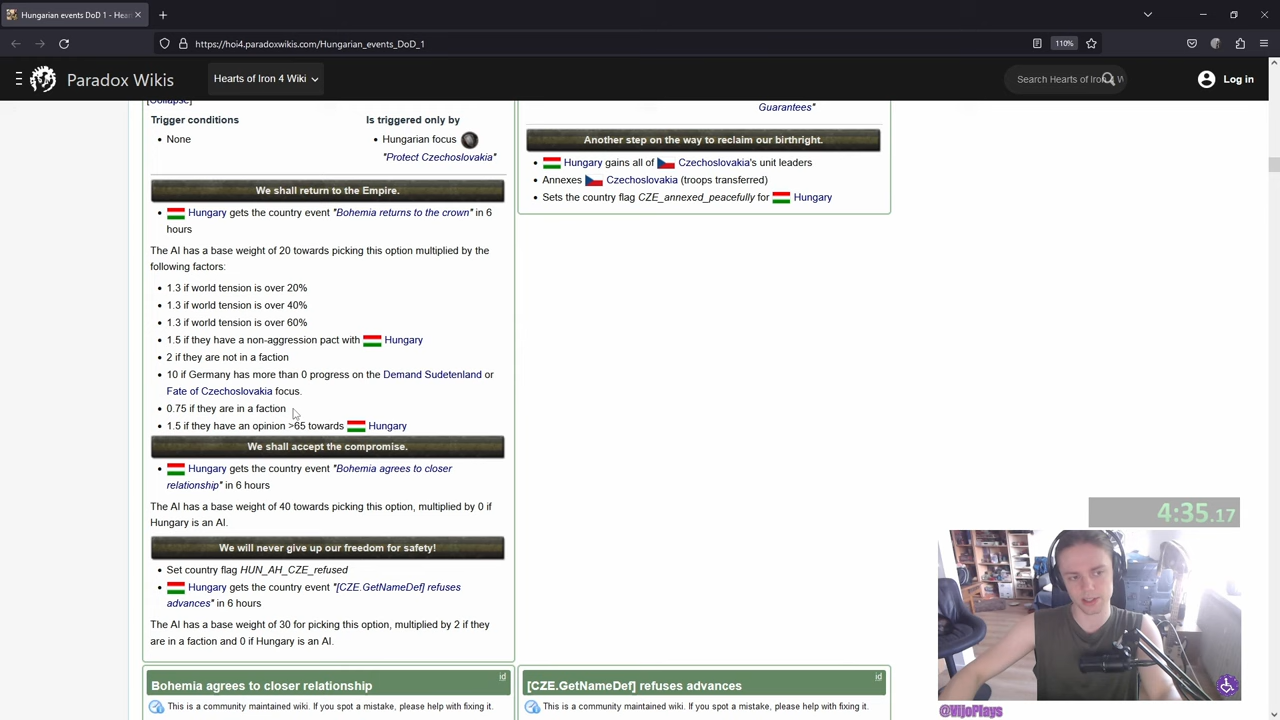 Hungarian events DoD 1 - Hea
https://hoi4.paradoxwikis.com/Hungarian_events_DoD_1
110%
Paradox Wikis
Hearts of Iron 4 Wiki
Search Hearts of Iron
Log in
[Collapse]
Trigger conditions
Is triggered only by
• None
• Hungarian focus
"Protect Czechoslovakia"
We shall return to the Empire.
• Hungary gets the country event "Bohemia returns to the crown" in 6
hours
The AI has a base weight of 20 towards picking this option multiplied by the
following factors:
• 1.3 if world tension is over 20%
• 1.3 if world tension is over 40%
• 1.3 if world tension is over 60%
• 1.5 if they have a non-aggression pact with Hungary
• 2 if they are not in a faction
• 10 if Germany has more than 0 progress on the Demand Sudetenland or
Fate of Czechoslovakia focus.
• 0.75 if they are in a faction
• 1.5 if they have an opinion >65 towards Hungary
We shall accept the compromise.
• Hungary gets the country event "Bohemia agrees to closer
relationship" in 6 hours
The AI has a base weight of 40 towards picking this option, multiplied by 0 if
Hungary is an AI.
We will never give up our freedom for safety!
• Set country flag HUN_AH_CZE_refused
• Hungary gets the country event "[CZE.GetNameDef] refuses
advances" in 6 hours
The AI has a base weight of 30 for picking this option, multiplied by 2 if they
are in a faction and 0 if Hungary is an AI.
Bohemia agrees to closer relationship
id
This is a community maintained wiki. If you spot a mistake, please help with fixing it.
Guarantees"
Another step on the way to reclaim our birthright.
• Hungary gains all of Czechoslovakia's unit leaders
• Annexes Czechoslovakia (troops transferred)
• Sets the country flag CZE_annexed_peacefully for Hungary
[CZE.GetNameDef] refuses advances
id
This is a community maintained wiki. If you spot a mistake, please help with fixing it.
4:35.17
@VijoPlays